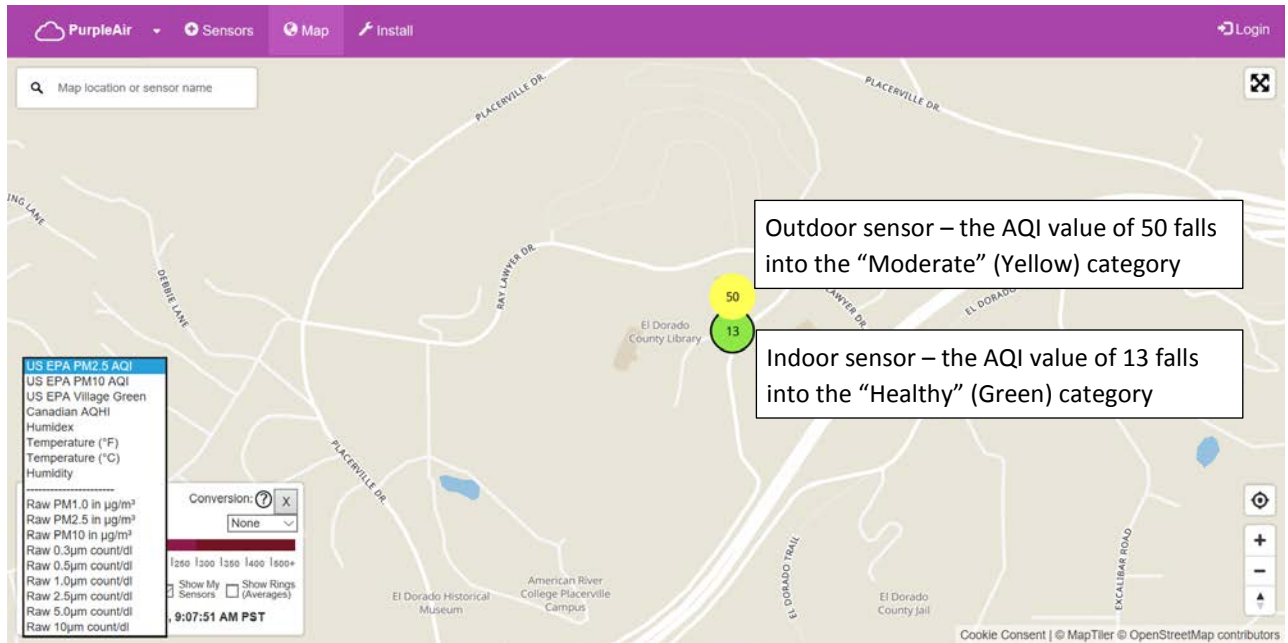 PurpleAir
Sensors
Map
Install
Login
Map location or sensor name
PLACERVILLE DR.
PLACERVILLE DR.
ING LANE
DEBBIE LANE
RAY LAWYER DR.
Outdoor sensor – the AQI value of 50 falls
into the “Moderate” (Yellow) category
50
13
El Dorado
County Library
LAWYER DR.
EL DORADO
Indoor sensor – the AQI value of 13 falls
into the “Healthy” (Green) category
US EPA PM2.5 AQI
US EPA PM10 AQI
US EPA Village Green
Canadian AQHI
Humidex
Temperature (°F)
Temperature (°C)
Humidity
----------------------
Raw PM1.0 in µg/m³
Raw PM2.5 in µg/m³
Raw PM10 in µg/m³
Raw 0.3µm count/dl
Raw 0.5µm count/dl
Raw 1.0µm count/dl
Raw 2.5µm count/dl
Raw 5.0µm count/dl
Raw 10µm count/dl
Conversion: ? X
None
250 300 350 400 500+
Show My
Sensors
Show Rings
(Averages)
, 9:07:51 AM PST
PLACERVILLE DR.
El Dorado Historical
Museum
American River
College Placerville
Campus
EL DORADO TRAIL
El Dorado
County Jail
EXCALIBAR ROAD
+
−
Cookie Consent | © MapTiler © OpenStreetMap contributors